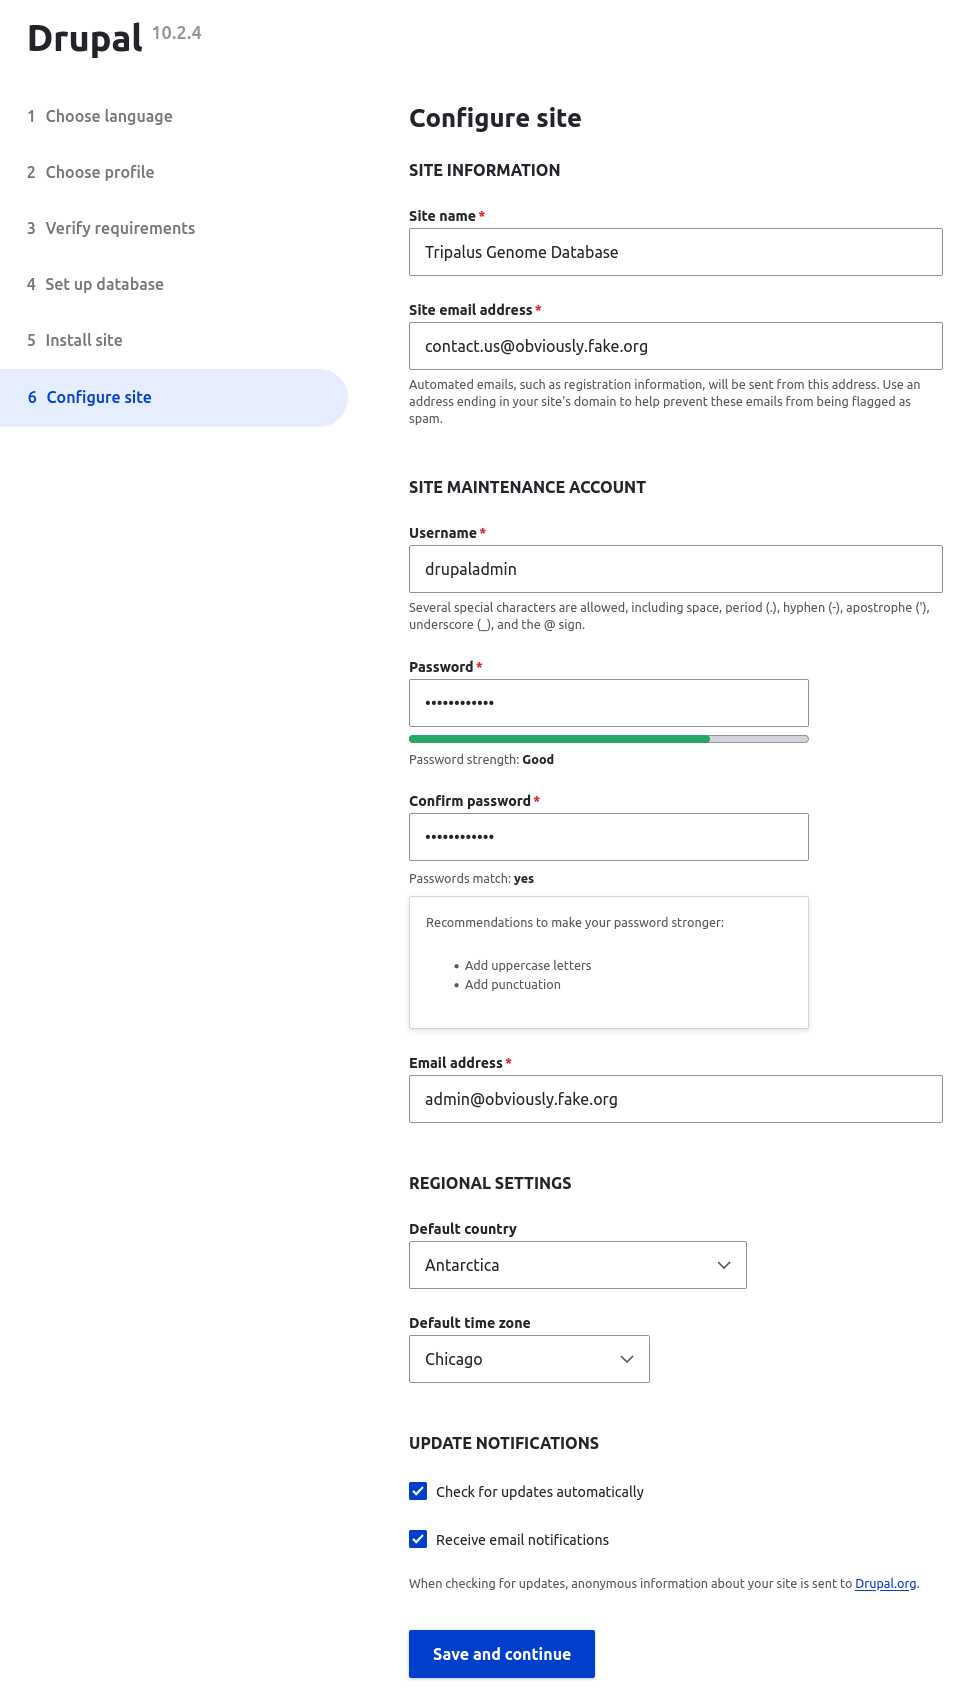 Drupal 10.2.4
1 Choose language
2 Choose profile
3 Verify requirements
4 Set up database
5 Install site
6 Configure site
Configure site
SITE INFORMATION
Site name*
Tripalus Genome Database
Site email address*
contact.us@obviously.fake.org
Automated emails, such as registration information, will be sent from this address. Use an
address ending in your site's domain to help prevent these emails from being flagged as
spam.
SITE MAINTENANCE ACCOUNT
Username*
drupaladmin
Several special characters are allowed, including space, period (.), hyphen (-), apostrophe ('),
underscore (_), and the @ sign.
Password*
••••••••••••
Password strength: Good
Confirm password*
••••••••••••
Passwords match: yes
Recommendations to make your password stronger:
• Add uppercase letters
• Add punctuation
Email address*
admin@obviously.fake.org
REGIONAL SETTINGS
Default country
Antarctica
Default time zone
Chicago
UPDATE NOTIFICATIONS
Check for updates automatically
Receive email notifications
When checking for updates, anonymous information about your site is sent to Drupal.org.
Save and continue